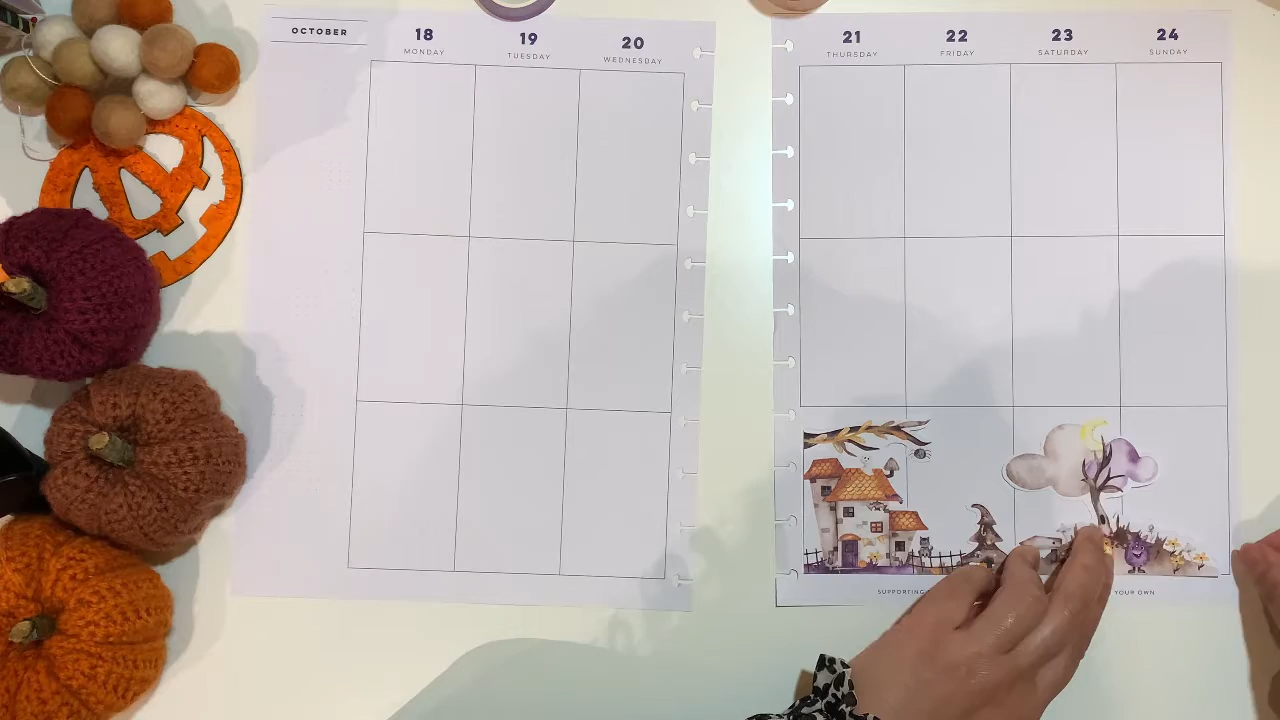 OCTOBER
18
MONDAY
19
TUESDAY
20
WEDNESDAY
21
THURSDAY
22
FRIDAY
23
SATURDAY
24
SUNDAY
SUPPORTING
YOUR OWN